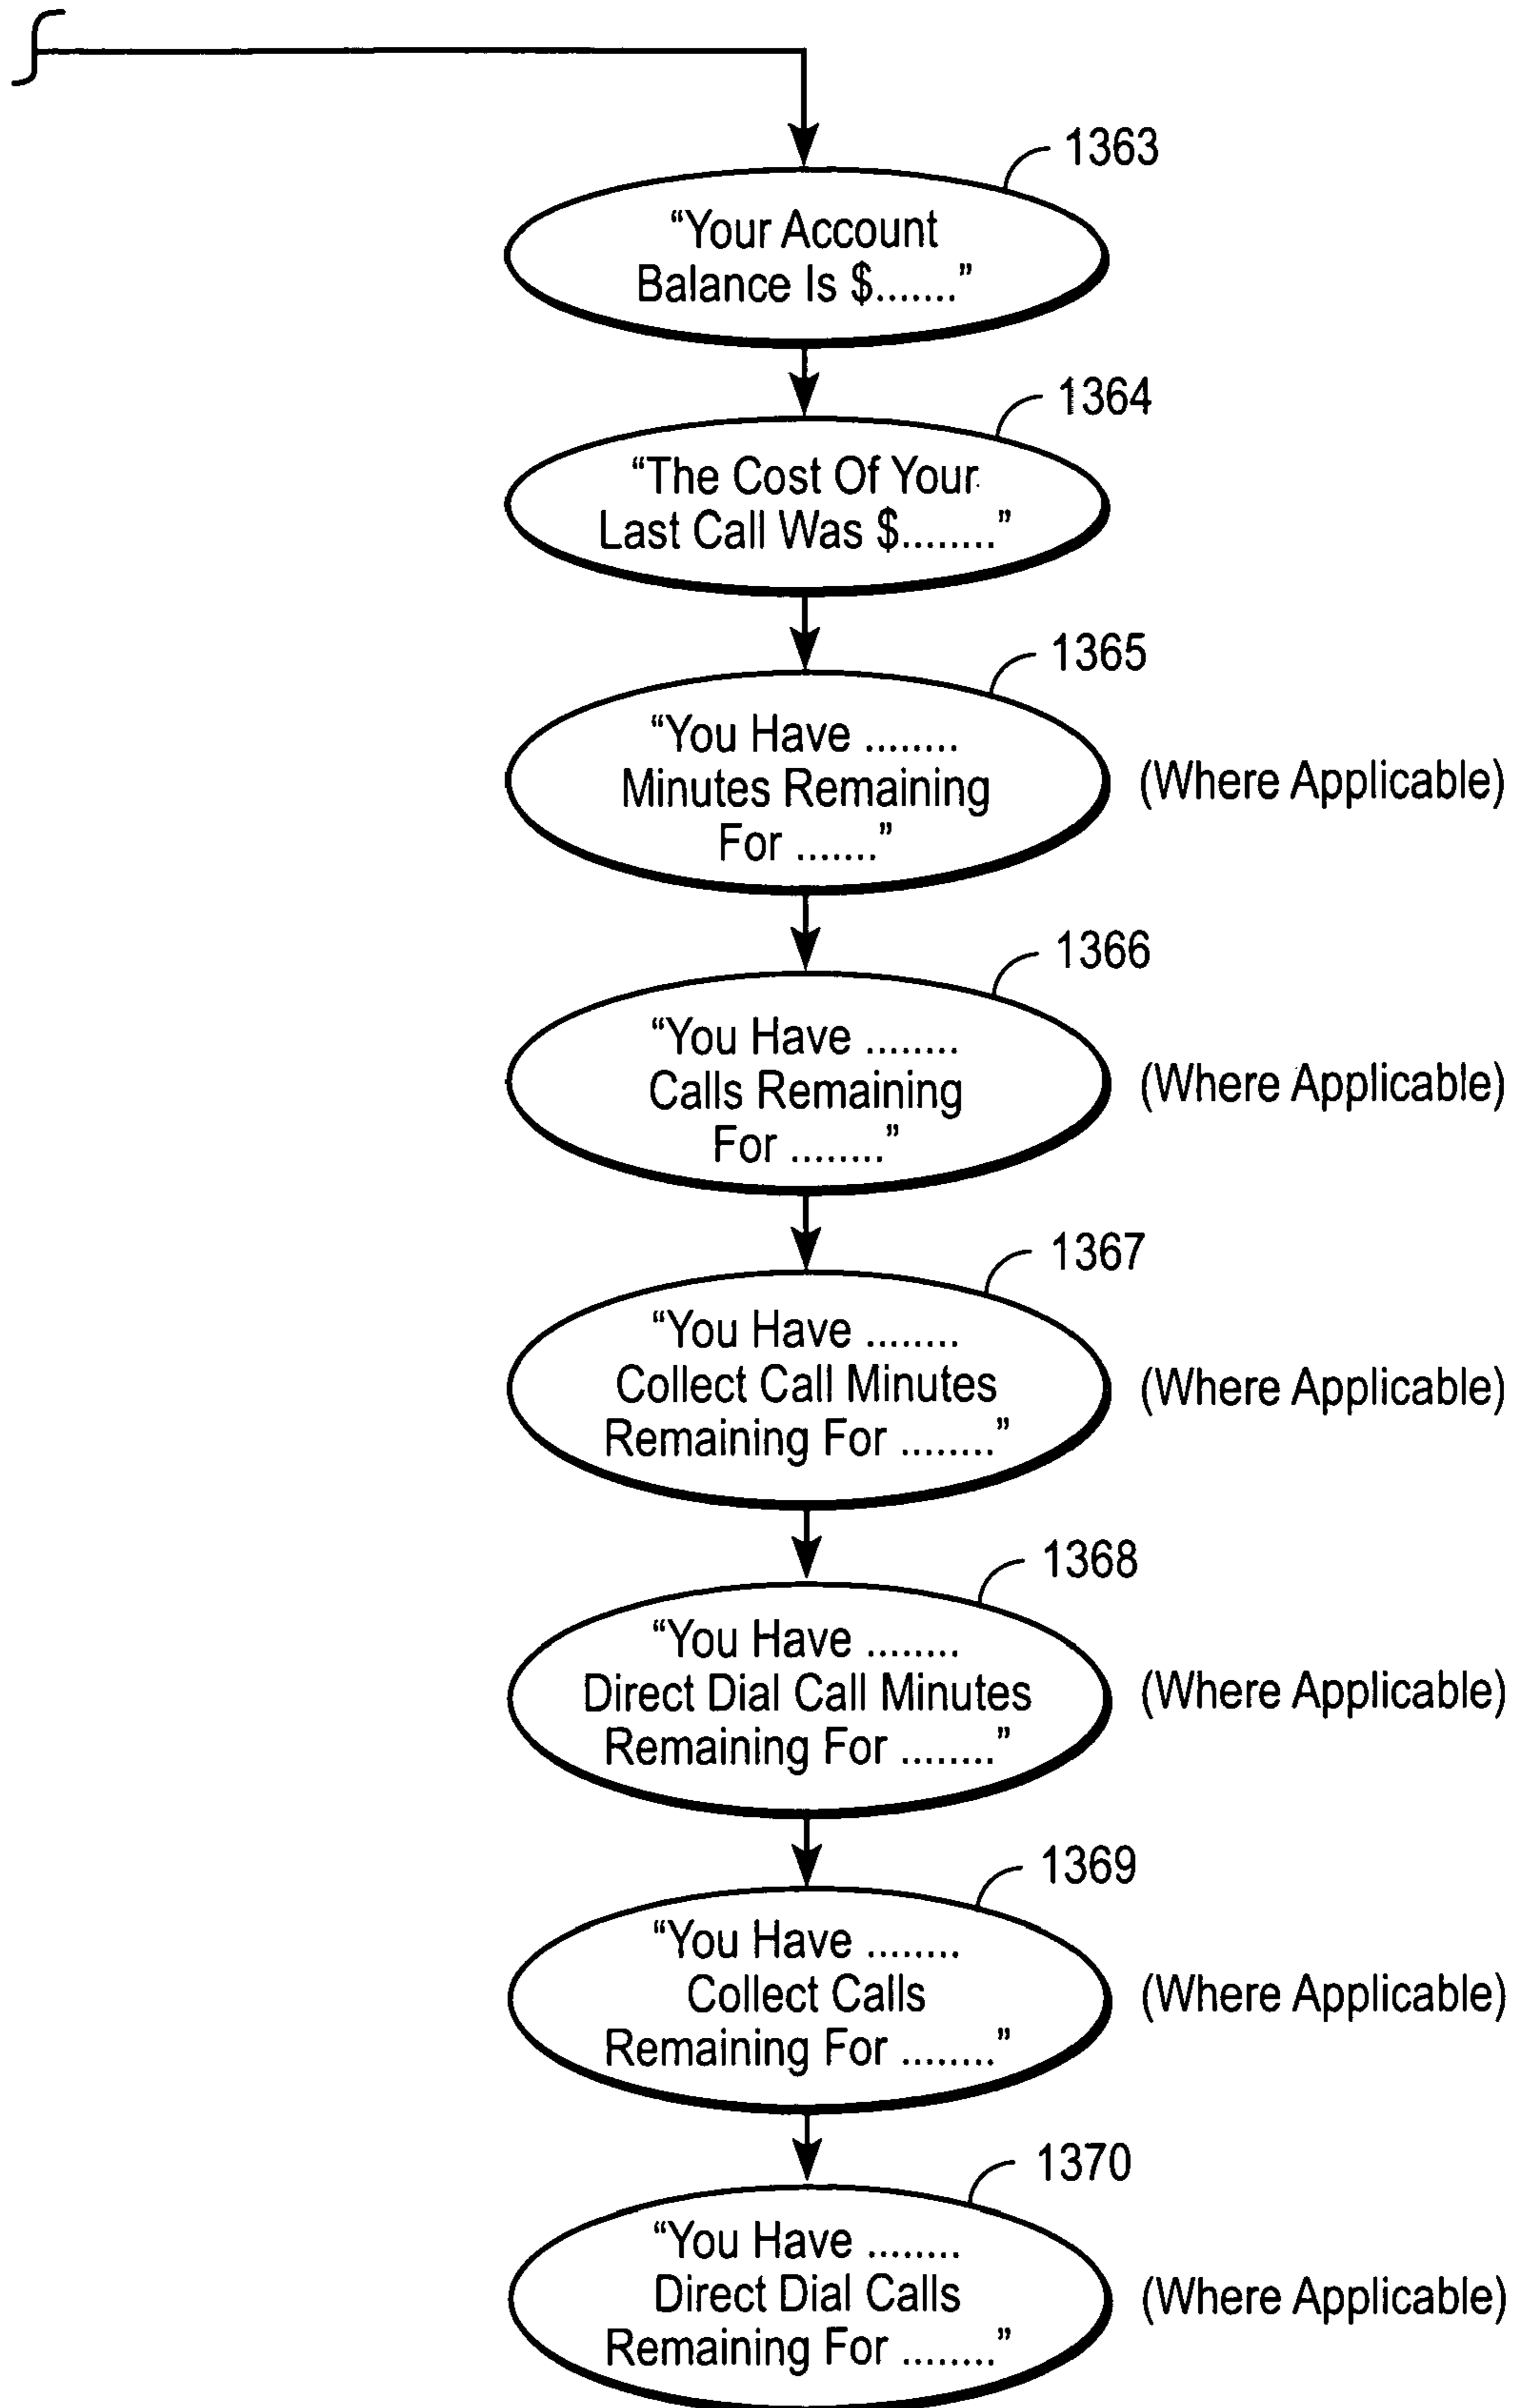 1363
“Your Account
Balance Is $.......”
1364
“The Cost Of Your
Last Call Was $........”
1365
“You Have ........
Minutes Remaining
For .......”
(Where Applicable)
1366
“You Have ........
Calls Remaining
For ........”
(Where Applicable)
1367
“You Have ........
Collect Call Minutes
Remaining For ........”
(Where Applicable)
1368
“You Have ........
Direct Dial Call Minutes
Remaining For ........”
(Where Applicable)
1369
“You Have ........
Collect Calls
Remaining For ........”
(Where Applicable)
1370
“You Have ........
Direct Dial Calls
Remaining For ........”
(Where Applicable)